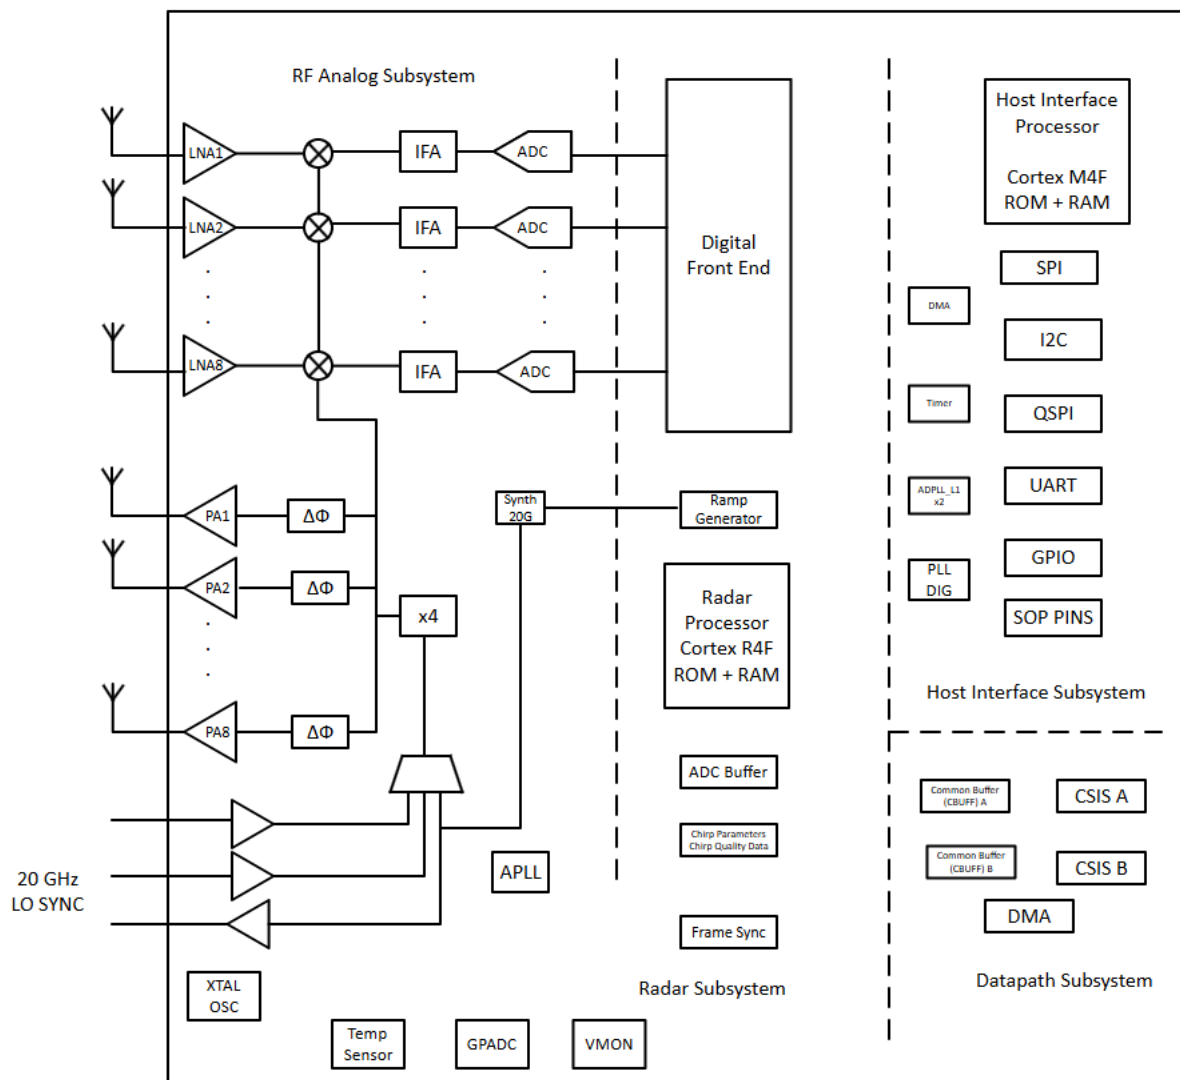 RF Analog Subsystem
LNA1
IFA
ADC
LNA2
IFA
ADC
LNA8
IFA
ADC
PA1
ΔΦ
PA2
ΔΦ
PA8
ΔΦ
x4
Synth
20G
20 GHz
LO SYNC
APLL
XTAL
OSC
Temp
Sensor
GPADC
VMON
Digital
Front End
Ramp
Generator
Radar
Processor
Cortex R4F
ROM + RAM
ADC Buffer
Chirp Parameters
Chirp Quality Data
Frame Sync
Radar Subsystem
Host Interface
Processor
Cortex M4F
ROM + RAM
SPI
DMA
I2C
Timer
QSPI
ADPLL_L1
x2
UART
PLL
DIG
GPIO
SOP PINS
Host Interface Subsystem
Common Buffer
(CBUFF) A
CSIS A
Common Buffer
(CBUFF) B
CSIS B
DMA
Datapath Subsystem